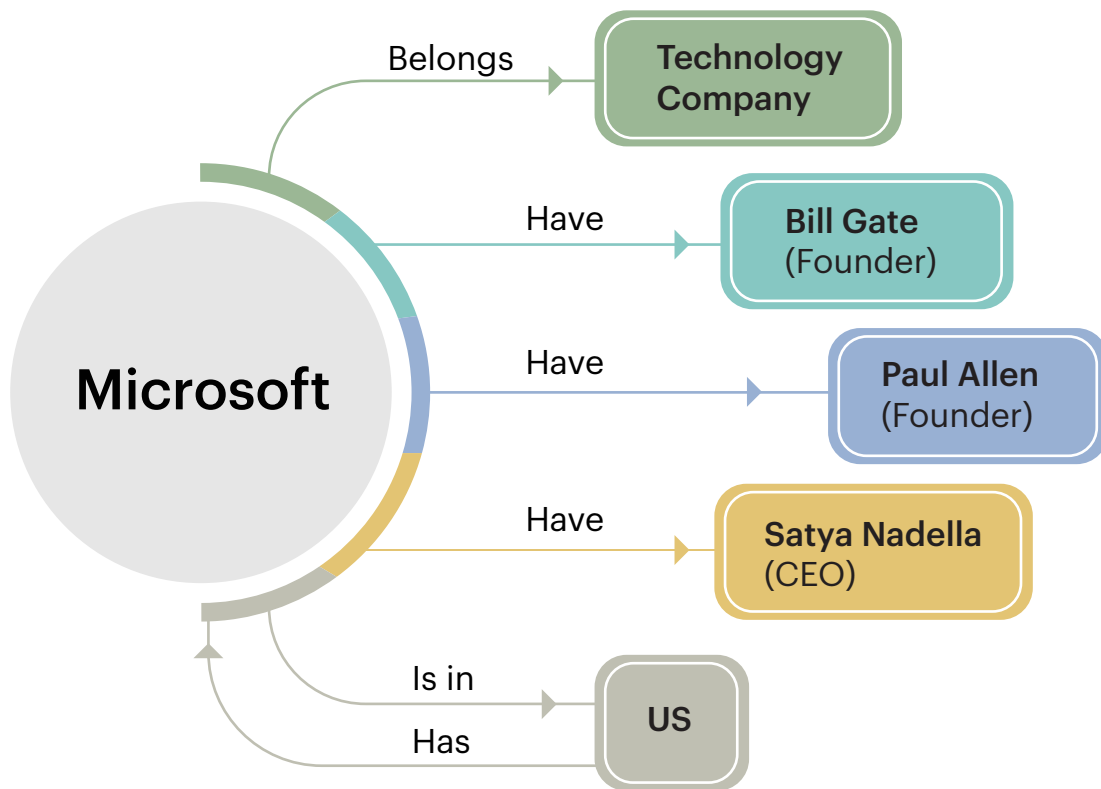 Belongs
Technology
Company
Have
Bill Gate
(Founder)
Microsoft
Have
Paul Allen
(Founder)
Have
Satya Nadella
(CEO)
Is in
US
Has